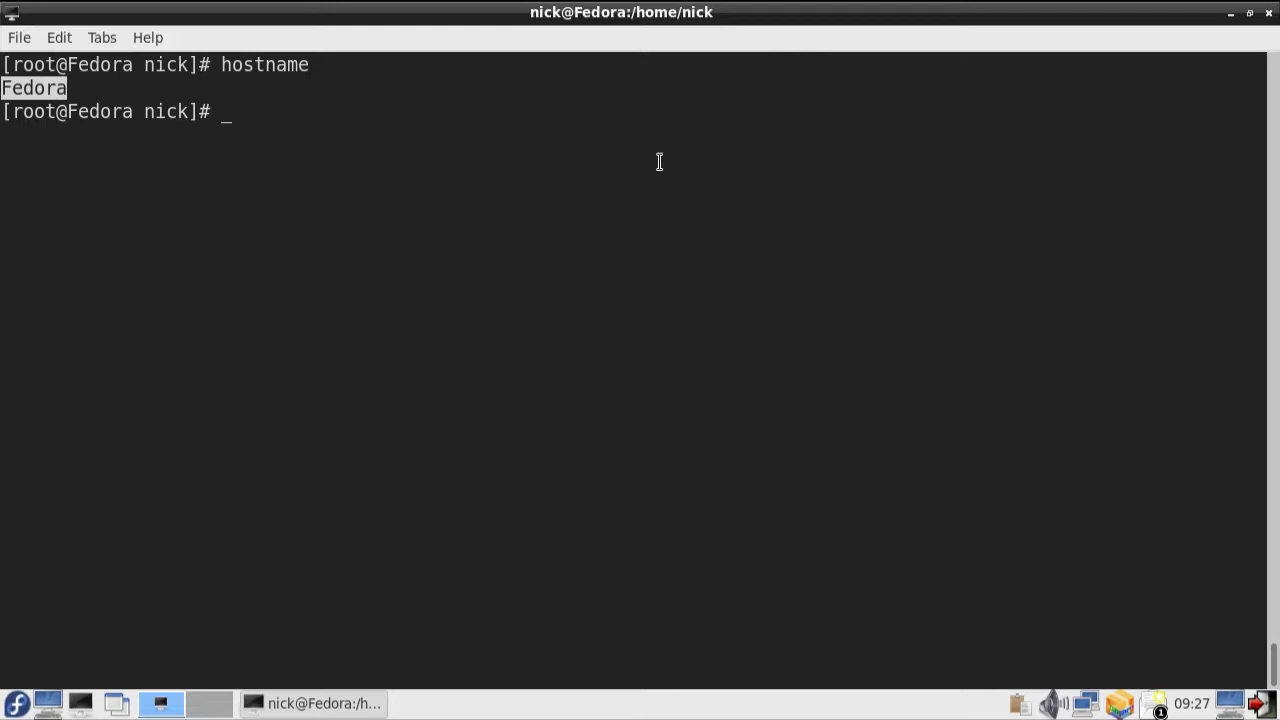 nick@Fedora:/home/nick
File Edit Tabs Help
[root@Fedora nick]# hostname
Fedora
[root@Fedora nick]# _
nick@Fedora:/h...
1
09:27